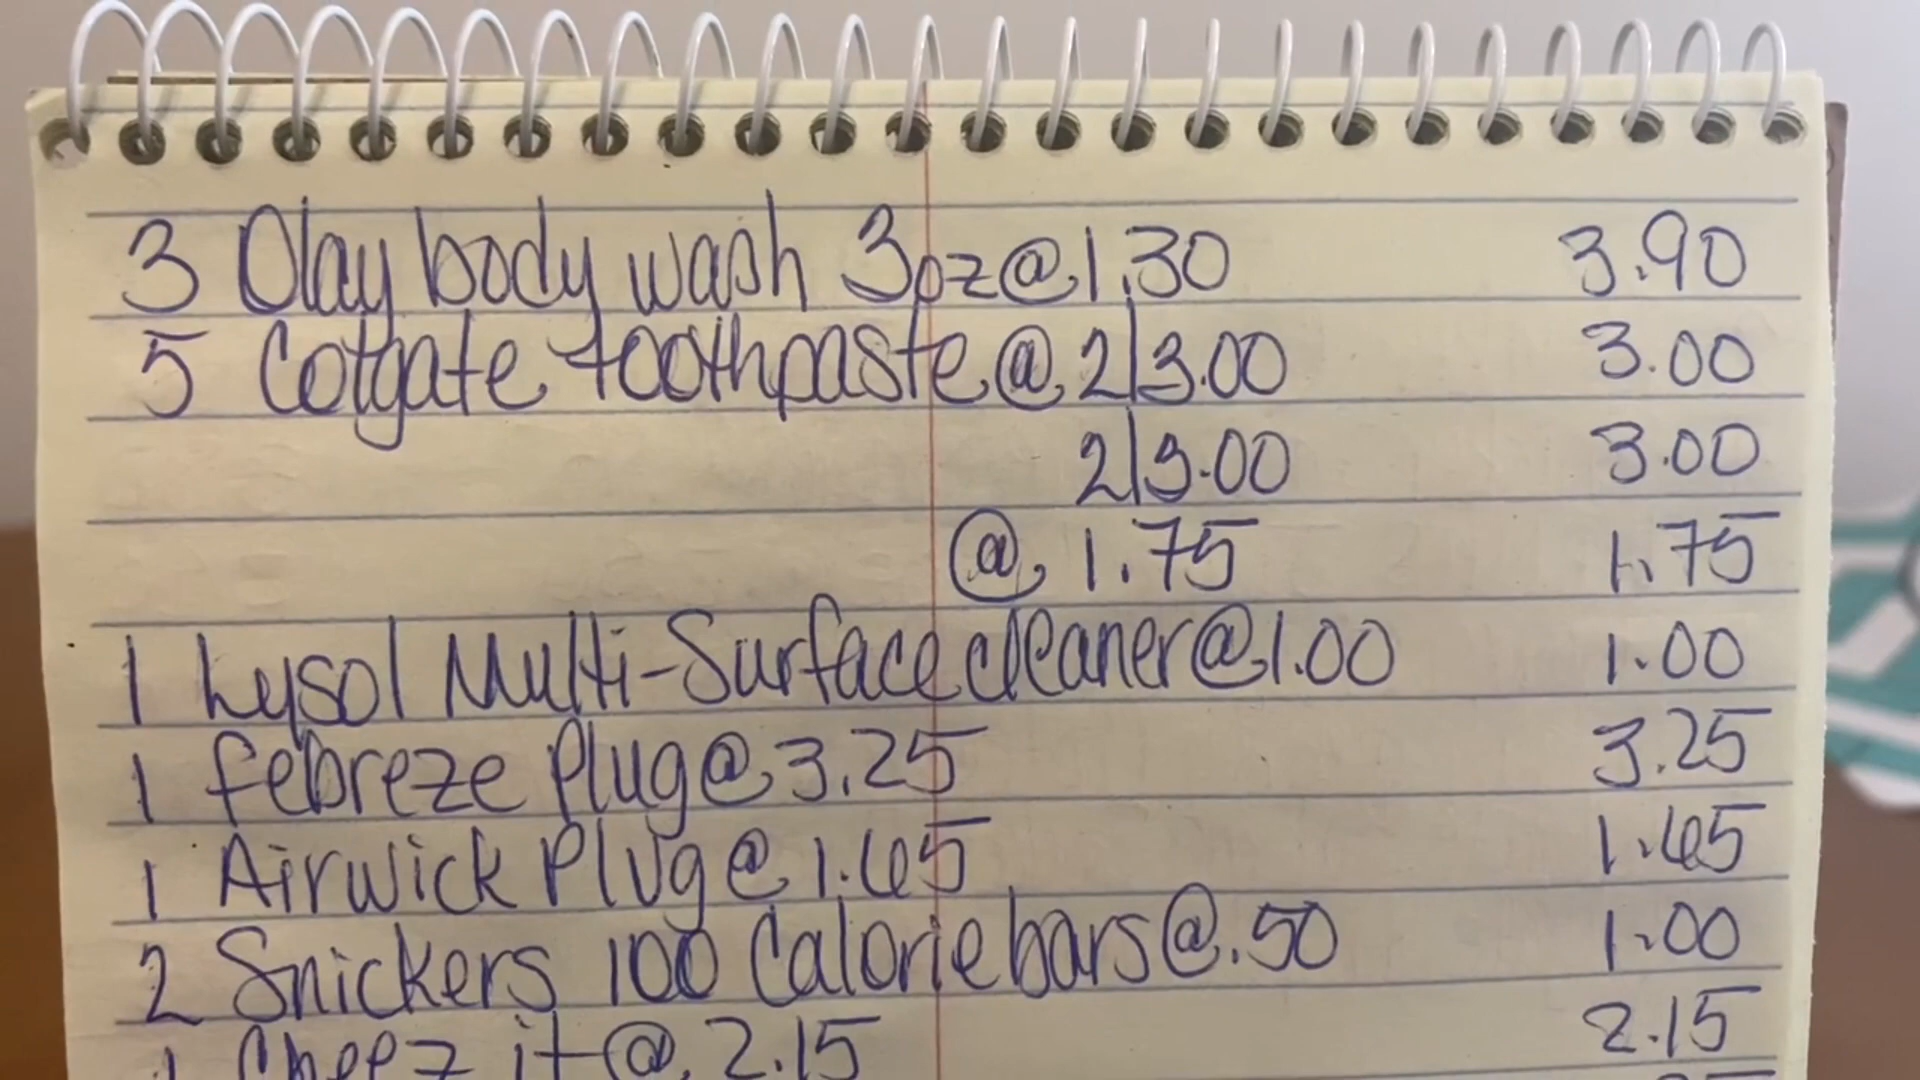 3 Olay body wash 3oz @ 1.30 3.90
5 Colgate toothpaste @ 2|3.00 3.00
2|3.00 3.00
@ 1.75 1.75
1 Lysol Multi-Surface cleaner @ 1.00 1.00
1 Febreze Plug @ 3.25 3.25
1 Airwick Plug @ 1.65 1.65
2 Snickers 100 Calorie bars @ .50 1.00
1 Cheez it @ 2.15 2.15